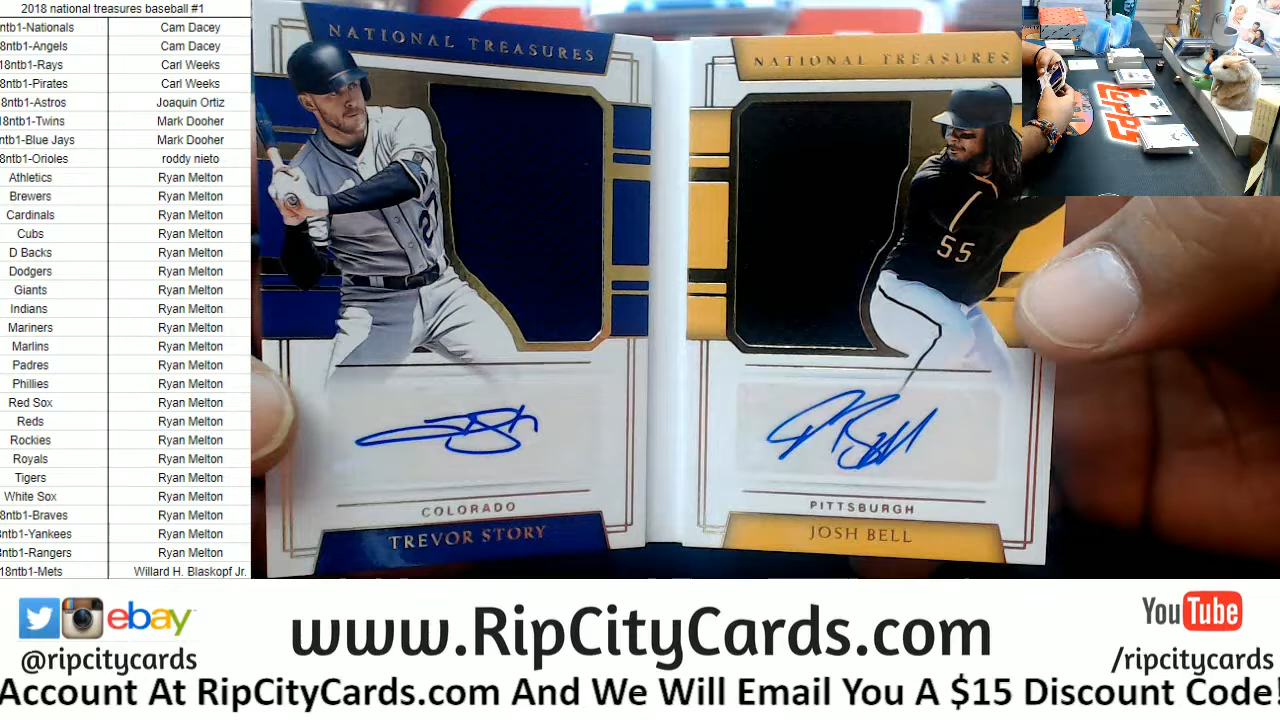 2018 national treasures baseball #1
ntb1-Nationals Cam Dacey
8ntb1-Angels Cam Dacey
18ntb1-Rays Carl Weeks
8ntb1-Pirates Carl Weeks
8ntb1-Astros Joaquin Ortiz
18ntb1-Twins Mark Dooher
ntb1-Blue Jays Mark Dooher
8ntb1-Orioles roddy nieto
Athletics Ryan Melton
Brewers Ryan Melton
Cardinals Ryan Melton
Cubs Ryan Melton
D Backs Ryan Melton
Dodgers Ryan Melton
Giants Ryan Melton
Indians Ryan Melton
Mariners Ryan Melton
Marlins Ryan Melton
Padres Ryan Melton
Phillies Ryan Melton
Red Sox Ryan Melton
Reds Ryan Melton
Rockies Ryan Melton
Royals Ryan Melton
Tigers Ryan Melton
White Sox Ryan Melton
8ntb1-Braves Ryan Melton
ntb1-Yankees Ryan Melton
ntb1-Rangers Ryan Melton
18ntb1-Mets Willard H. Blaskopf Jr.
NATIONAL TREASURES
27
COLORADO
TREVOR STORY
NATIONAL TREASURES
55
J Bell
PITTSBURGH
JOSH BELL
TOPPS
ebay
@ripcitycards
www.RipCityCards.com
YouTube
/ripcitycards
Account At RipCityCards.com And We Will Email You A $15 Discount Code!